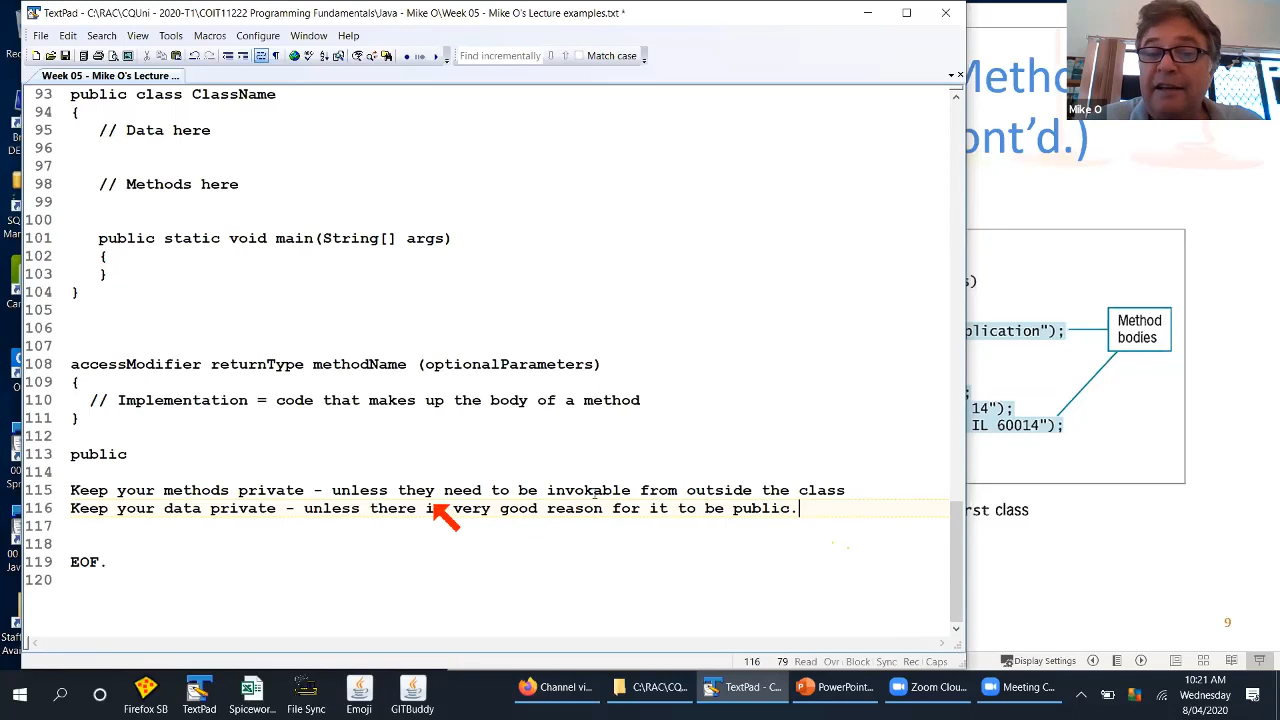 TextPad - C:\RAC\CQUni - 2020-T1\COIT11222 Programming Fundamentals\Java - Mike O's Lecture examples.txt *
File Edit Search View Tools Macros Configure Window Help
Find incrementally Match case
Week 05 - Mike O's Lecture ...
93 public class ClassName
94 {
95 // Data here
96
97
98 // Methods here
99
100
101 public static void main(String[] args)
102 {
103 }
104 }
105
106
107
108 accessModifier returnType methodName (optionalParameters)
109 {
110 // Implementation = code that makes up the body of a method
111 }
112
113 public
114
115 Keep your methods private - unless they need to be invokable from outside the class
116 Keep your data private - unless there very good reason for it to be public.
117
118
119 EOF.
120
116 79 Read Ovr Block Sync Rec Caps
Mike O
Metho
ont'd.)
s)
plication");
Method
bodies
;
14");
IL 60014");
rst class
9
Display Settings
Firefox SB
TextPad
Spicewor...
File Sync
Emoji
GITBuddy
Channel vi...
C:\RAC\CQ...
TextPad - C...
PowerPoint...
Zoom Clou...
Meeting C...
10:21 AM
Wednesday
8/04/2020